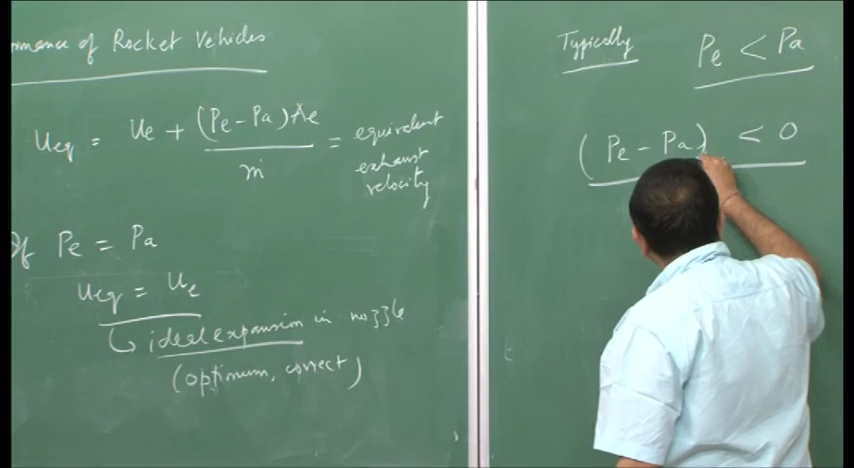 rmance of Rocket Vehicles
ueq = ue + (Pe - Pa) Ae / ṁ = equivalent
exhaust
velocity
If Pe = Pa
ueq = ue
↳ ideal expansion in nozzle
(optimum, correct)
Typically Pe < Pa
(Pe - Pa) < 0